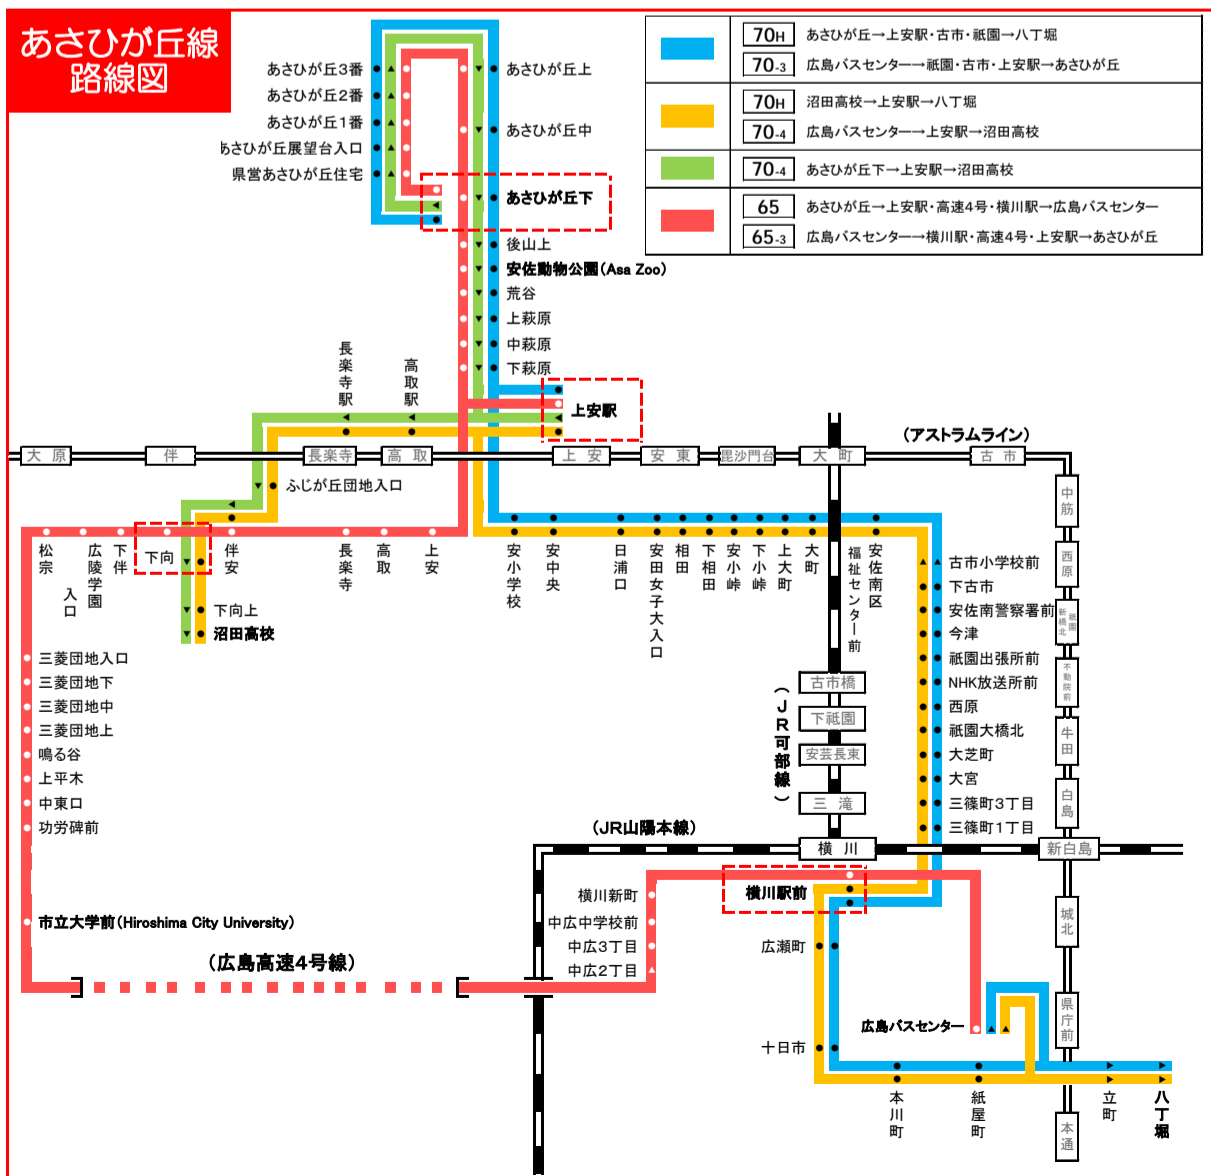 あさひが丘線
路線図
70H あさひが丘→上安駅・古市・祇園→八丁堀
70-3 広島バスセンター→祇園・古市・上安駅→あさひが丘
70H 沼田高校→上安駅→八丁堀
70-4 広島バスセンター→上安駅→沼田高校
70-4 あさひが丘下→上安駅→沼田高校
65 あさひが丘→上安駅・高速4号・横川駅→広島バスセンター
65-3 広島バスセンター→横川駅・高速4号・上安駅→あさひが丘
あさひが丘3番
あさひが丘2番
あさひが丘1番
あさひが丘展望台入口
県営あさひが丘住宅
あさひが丘上
あさひが丘中
あさひが丘下
後山上
安佐動物公園(Asa Zoo)
荒谷
上萩原
中萩原
下萩原
長楽寺駅
高取駅
上安駅
(アストラムライン)
大原
伴
長楽寺
高取
上安
安東
毘沙門台
大町
古市
中筋
西原
祇園
新橋北
不動院前
牛田
白島
新白島
城北
県庁前
本通
ふじが丘団地入口
松宗
広陵学園
入口
下伴
下向
伴安
長楽寺
高取
上安
下向上
沼田高校
安小学校
安中央
日浦口
安田女子大入口
相田
下相田
安小峠
下小峠
上大町
大町
安佐南区
福祉センター前
古市小学校前
下古市
安佐南警察署前
今津
祇園出張所前
NHK放送所前
西原
祇園大橋北
大芝町
大宮
三篠町3丁目
三篠町1丁目
三菱団地入口
三菱団地下
三菱団地中
三菱団地上
鳴る谷
上平木
中東口
功労碑前
市立大学前(Hiroshima City University)
(広島高速4号線)
(JR可部線)
古市橋
下祇園
安芸長束
三滝
横川
(JR山陽本線)
横川駅前
横川新町
中広中学校前
中広3丁目
中広2丁目
広瀬町
十日市
広島バスセンター
本川町
紙屋町
立町
八丁堀